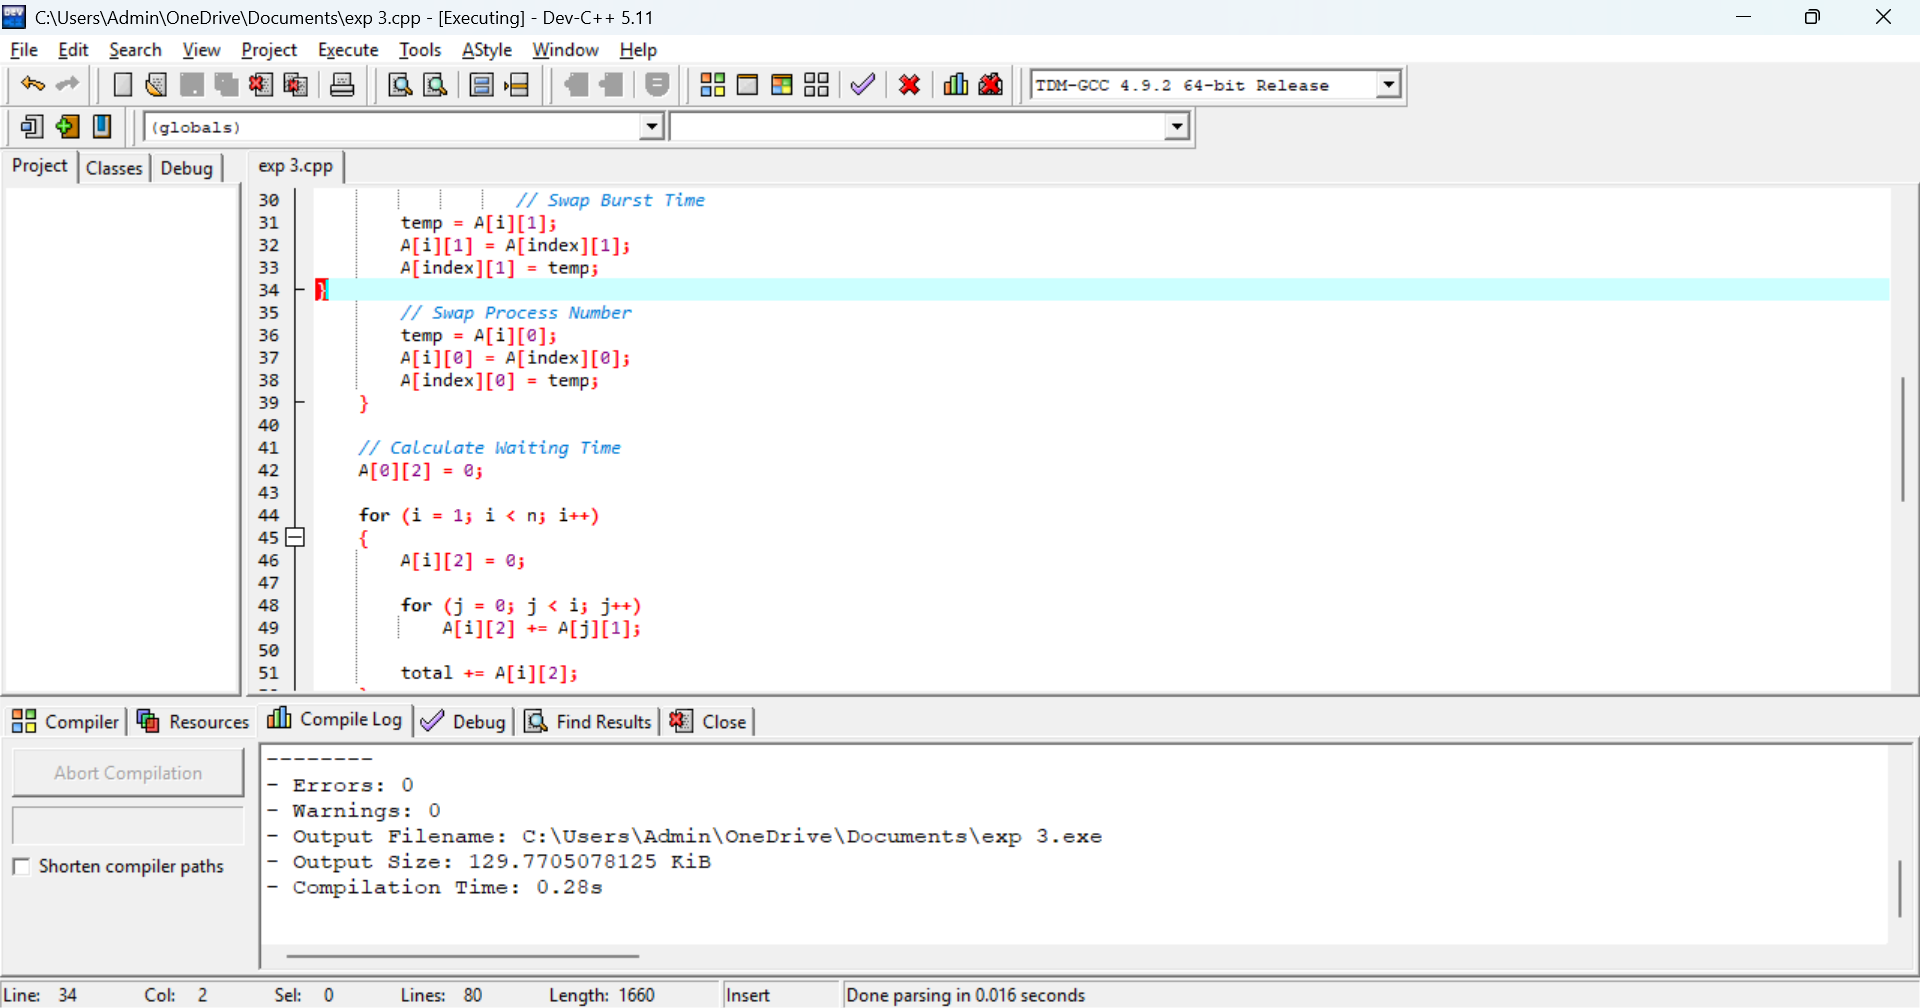 C:\Users\Admin\OneDrive\Documents\exp 3.cpp - [Executing] - Dev-C++ 5.11
File Edit Search View Project Execute Tools AStyle Window Help
TDM-GCC 4.9.2 64-bit Release
(globals)
Project Classes Debug exp 3.cpp
30 // Swap Burst Time
31 temp = A[i][1];
32 A[i][1] = A[index][1];
33 A[index][1] = temp;
34 }
35 // Swap Process Number
36 temp = A[i][0];
37 A[i][0] = A[index][0];
38 A[index][0] = temp;
39 }
40
41 // Calculate Waiting Time
42 A[0][2] = 0;
43
44 for (i = 1; i < n; i++)
45 {
46 A[i][2] = 0;
47
48 for (j = 0; j < i; j++)
49 A[i][2] += A[j][1];
50
51 total += A[i][2];
Compiler Resources Compile Log Debug Find Results Close
Abort Compilation
Shorten compiler paths
--------
- Errors: 0
- Warnings: 0
- Output Filename: C:\Users\Admin\OneDrive\Documents\exp 3.exe
- Output Size: 129.7705078125 KiB
- Compilation Time: 0.28s
Line: 34 Col: 2 Sel: 0 Lines: 80 Length: 1660 Insert Done parsing in 0.016 seconds